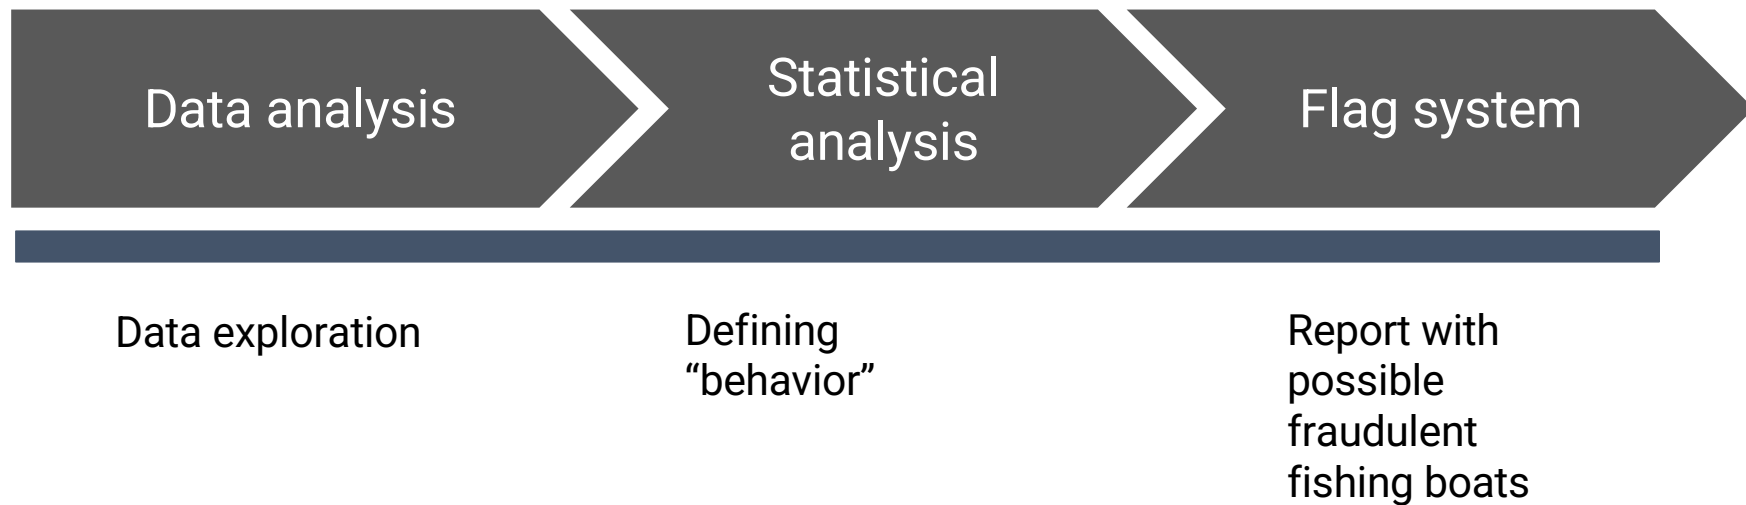 Data analysis
Statistical
analysis
Flag system
Data exploration
Defining
“behavior”
Report with
possible
fraudulent
fishing boats